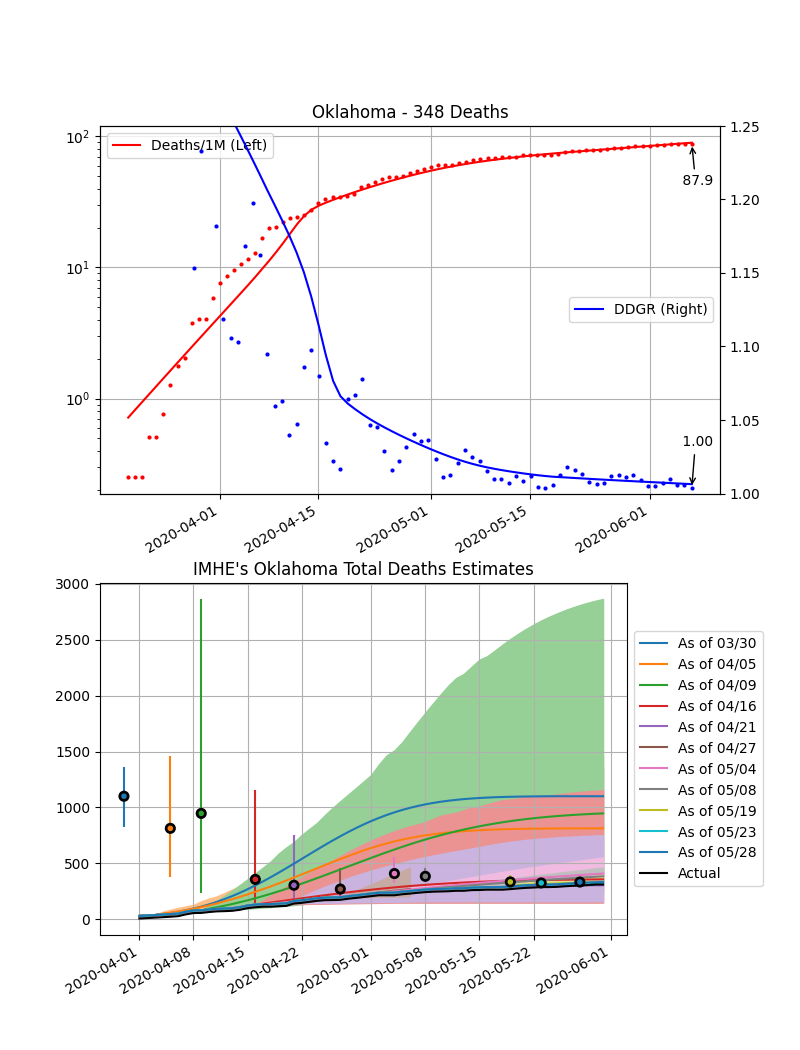 Oklahoma - 348 Deaths
10²
10¹
10⁰
Deaths/1M (Left)
DDGR (Right)
87.9
1.00
1.25
1.20
1.15
1.10
1.05
1.00
2020-04-01
2020-04-15
2020-05-01
2020-05-15
2020-06-01
IMHE's Oklahoma Total Deaths Estimates
3000
2500
2000
1500
1000
500
0
2020-04-01
2020-04-08
2020-04-15
2020-04-22
2020-05-01
2020-05-08
2020-05-15
2020-05-22
2020-06-01
As of 03/30
As of 04/05
As of 04/09
As of 04/16
As of 04/21
As of 04/27
As of 05/04
As of 05/08
As of 05/19
As of 05/23
As of 05/28
Actual